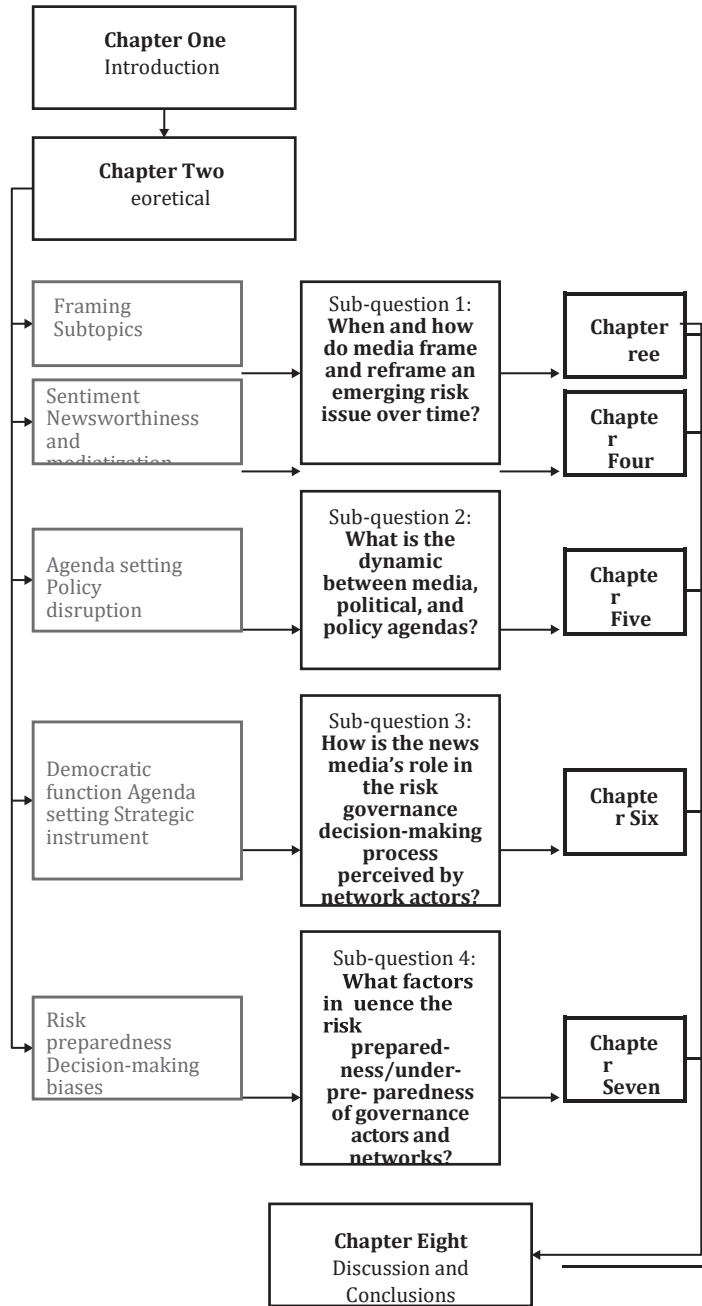 Chapter One
Introduction
Chapter Two
eoretical
Framing
Subtopics
Sub-question 1:
When and how
do media frame
and reframe an
emerging risk
issue over time?
Chapter
ree
Sentiment
Newsworthiness
and
mediatization
Chapte
r
Four
Agenda setting
Policy
disruption
Sub-question 2:
What is the
dynamic
between media,
political, and
policy agendas?
Chapte
r
Five
Democratic
function Agenda
setting Strategic
instrument
Sub-question 3:
How is the news
media’s role in
the risk
governance
decision-making
process
perceived by
network actors?
Chapte
r Six
Risk
preparedness
Decision-making
biases
Sub-question 4:
What factors
in uence the
risk
prepared-
ness/under-
pre- paredness
of governance
actors and
networks?
Chapte
r
Seven
Chapter Eight
Discussion and
Conclusions